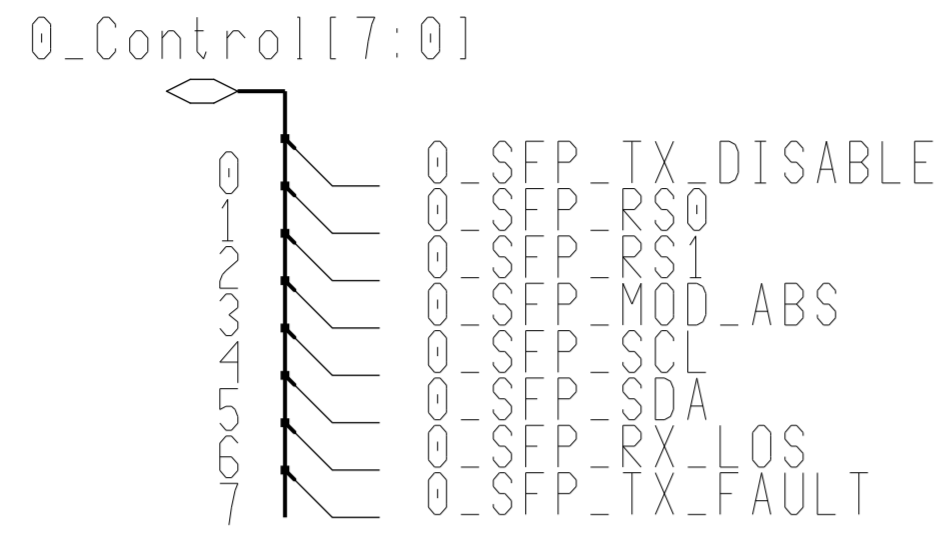 0_Control[7:0]
0 0_SFP_TX_DISABLE
1 0_SFP_RS0
2 0_SFP_RS1
3 0_SFP_MOD_ABS
4 0_SFP_SCL
5 0_SFP_SDA
6 0_SFP_RX_LOS
7 0_SFP_TX_FAULT